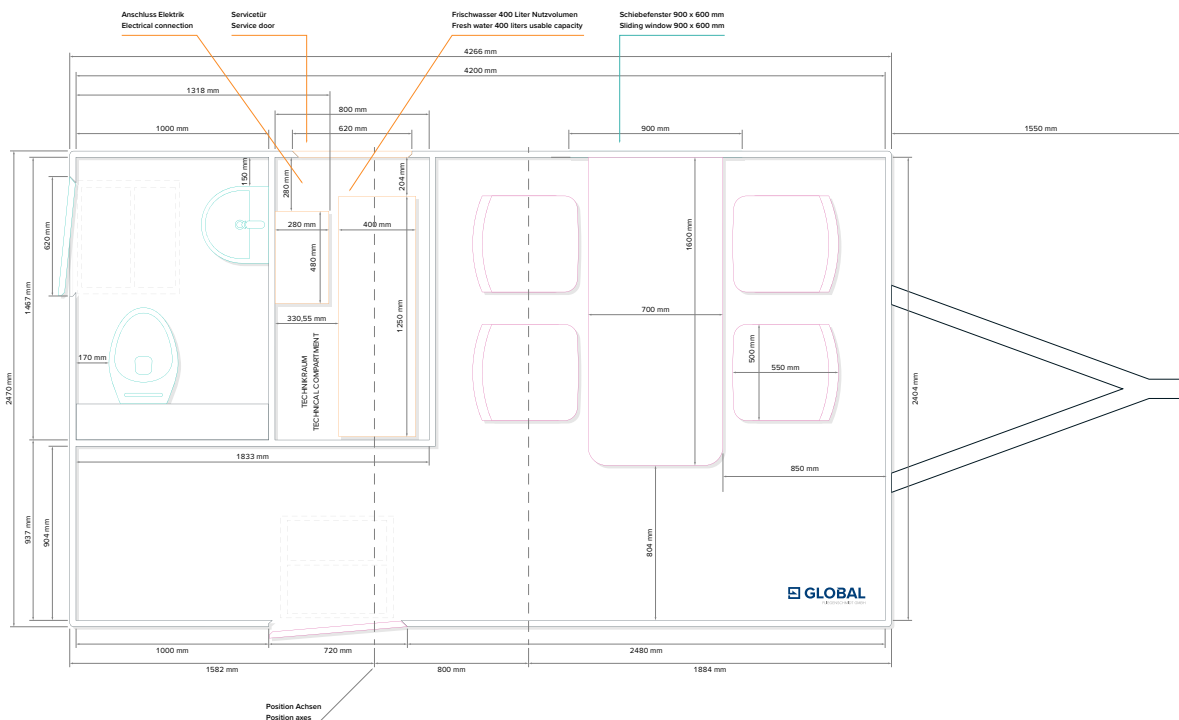 Anschluss Elektrik
Electrical connection
Servicetür
Service door
Frischwasser 400 Liter Nutzvolumen
Fresh water 400 liters usable capacity
Schiebefenster 900 x 600 mm
Sliding window 900 x 600 mm
4266 mm
4200 mm
1318 mm
800 mm
1000 mm
620 mm
900 mm
1550 mm
150 mm
280 mm
204 mm
620 mm
280 mm
400 mm
480 mm
1600 mm
1467 mm
330,55 mm
1250 mm
700 mm
500 mm
550 mm
170 mm
TECHNIKRAUM
TECHNICAL COMPARTMENT
2470 mm
2404 mm
1833 mm
850 mm
937 mm
904 mm
804 mm
GLOBAL
1000 mm
720 mm
2480 mm
1582 mm
800 mm
1884 mm
Position Achsen
Position axes